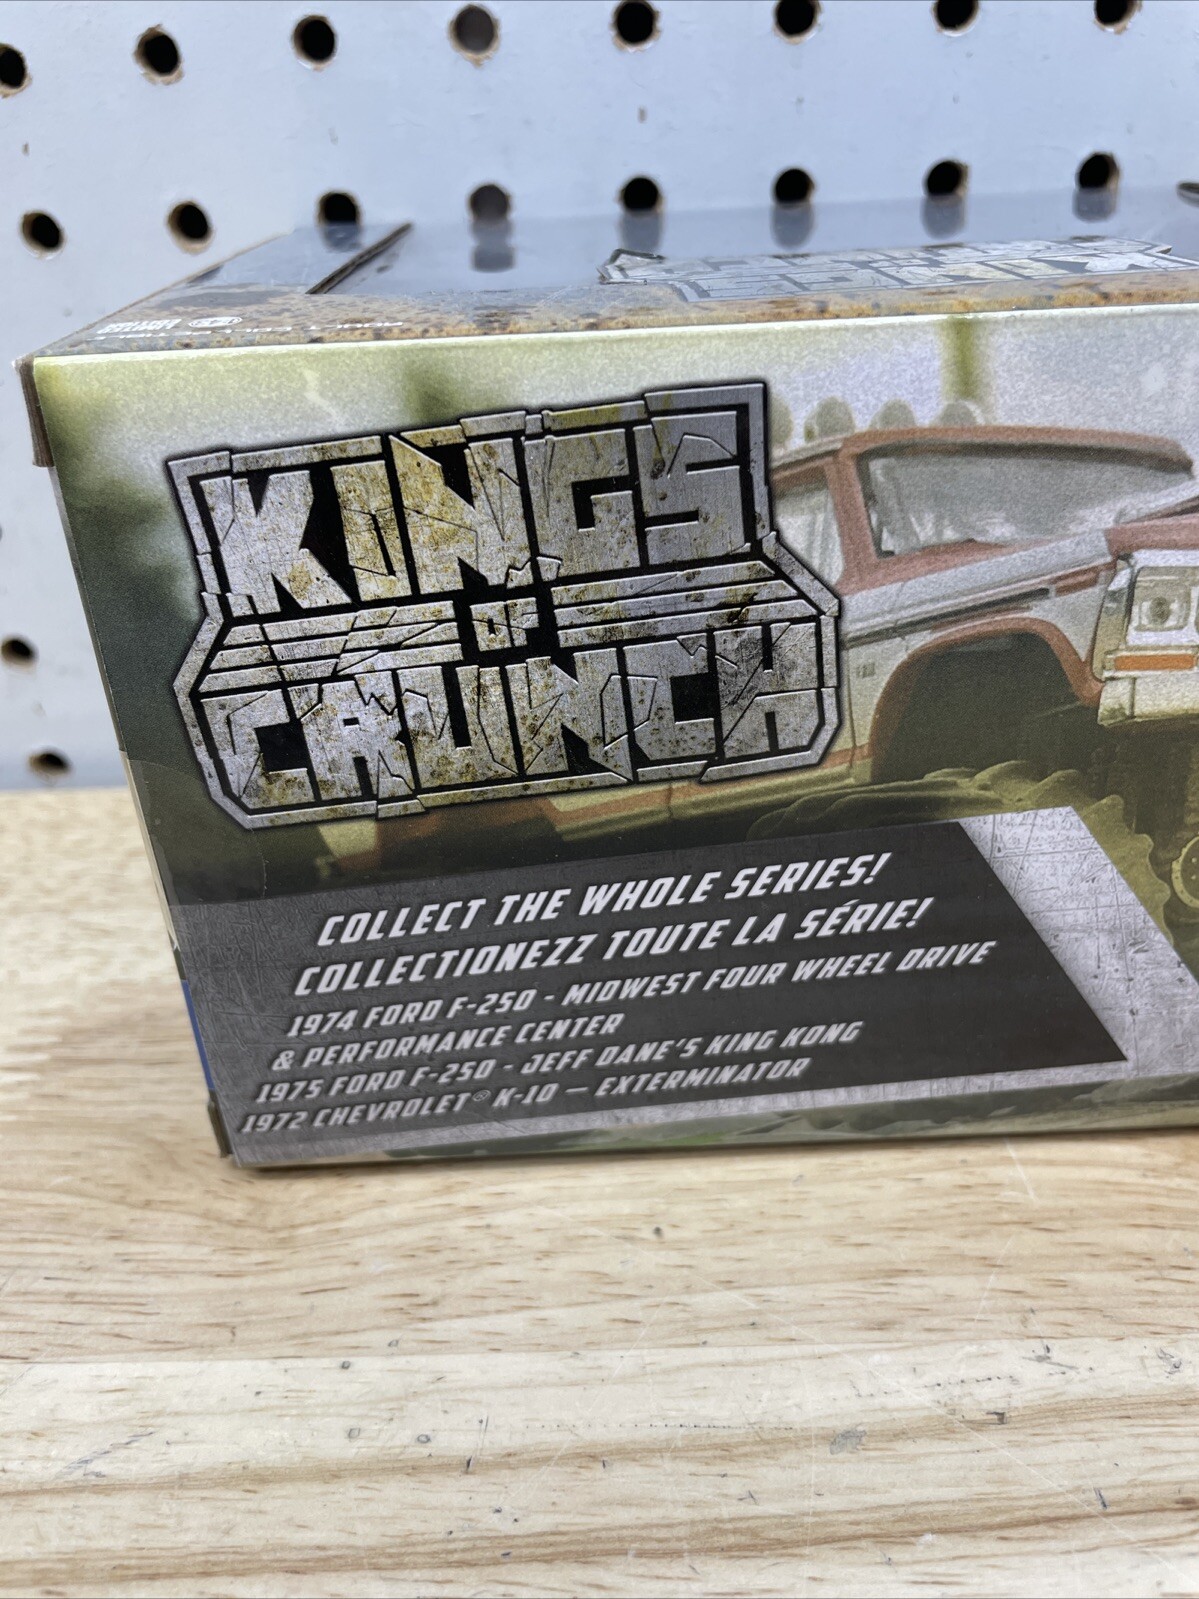 KINGS
OF
CRUNCH
COLLECT THE WHOLE SERIES!
COLLECTIONEZZ TOUTE LA SÉRIE!
1974 FORD F-250 - MIDWEST FOUR WHEEL DRIVE
& PERFORMANCE CENTER
1975 FORD F-250 - JEFF DANE'S KING KONG
1972 CHEVROLET® K-10 — EXTERMINATOR